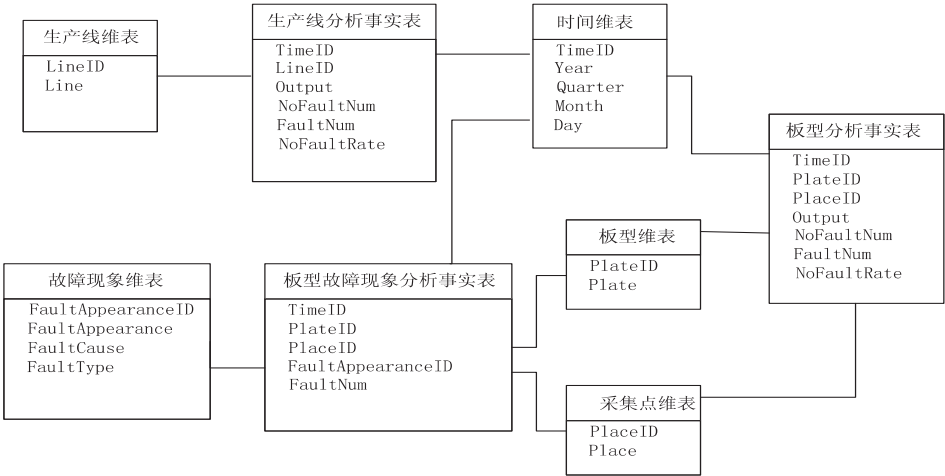 生产线维表
LineID
Line
生产线分析事实表
TimeID
LineID
Output
NoFaultNum
FaultNum
NoFaultRate
时间维表
TimeID
Year
Quarter
Month
Day
板型分析事实表
TimeID
PlateID
PlaceID
Output
NoFaultNum
FaultNum
NoFaultRate
故障现象维表
FaultAppearanceID
FaultAppearance
FaultCause
FaultType
板型故障现象分析事实表
TimeID
PlateID
PlaceID
FaultAppearanceID
FaultNum
板型维表
PlateID
Plate
采集点维表
PlaceID
Place